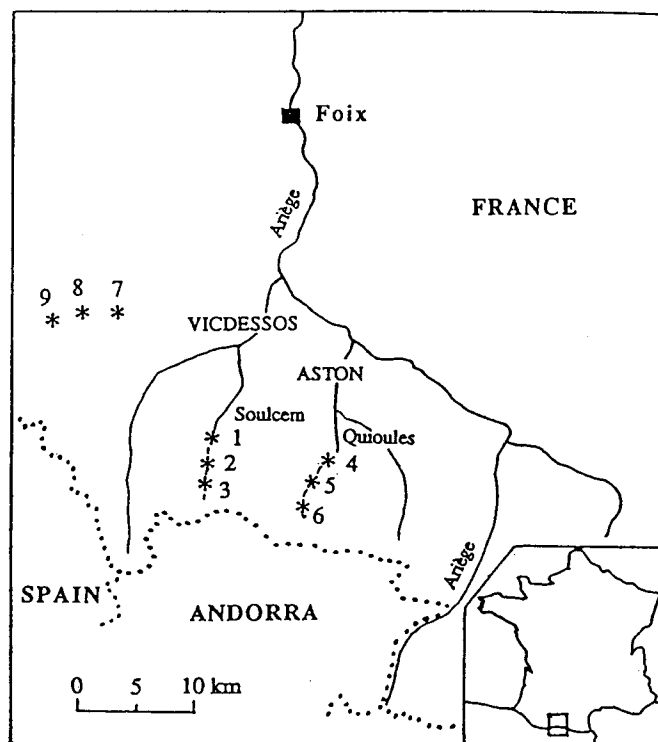 Foix
Ariège
FRANCE
9 8 7
VICDESSOS
ASTON
Soulcem
Quioules
1
2
3
4
5
6
Ariège
SPAIN
ANDORRA
0 5 10 km